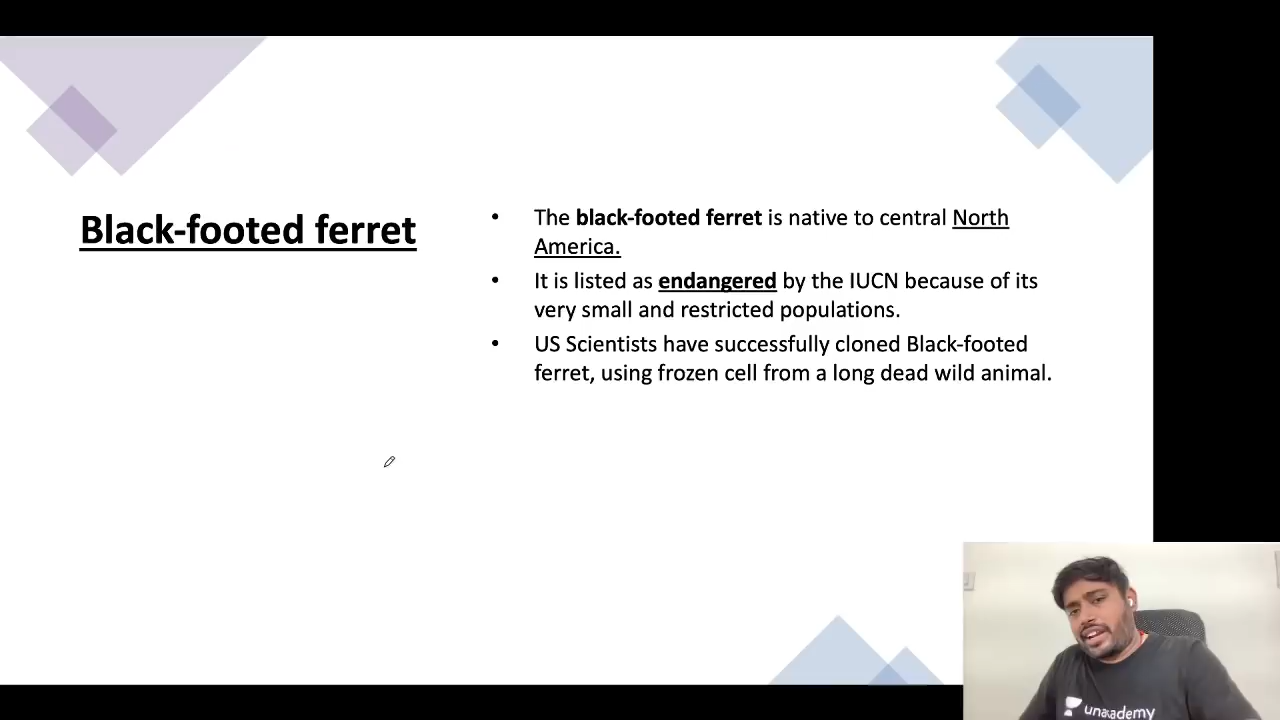 Black-footed ferret
• The black-footed ferret is native to central North
America.
• It is listed as endangered by the IUCN because of its
very small and restricted populations.
• US Scientists have successfully cloned Black-footed
ferret, using frozen cell from a long dead wild animal.
unacademy